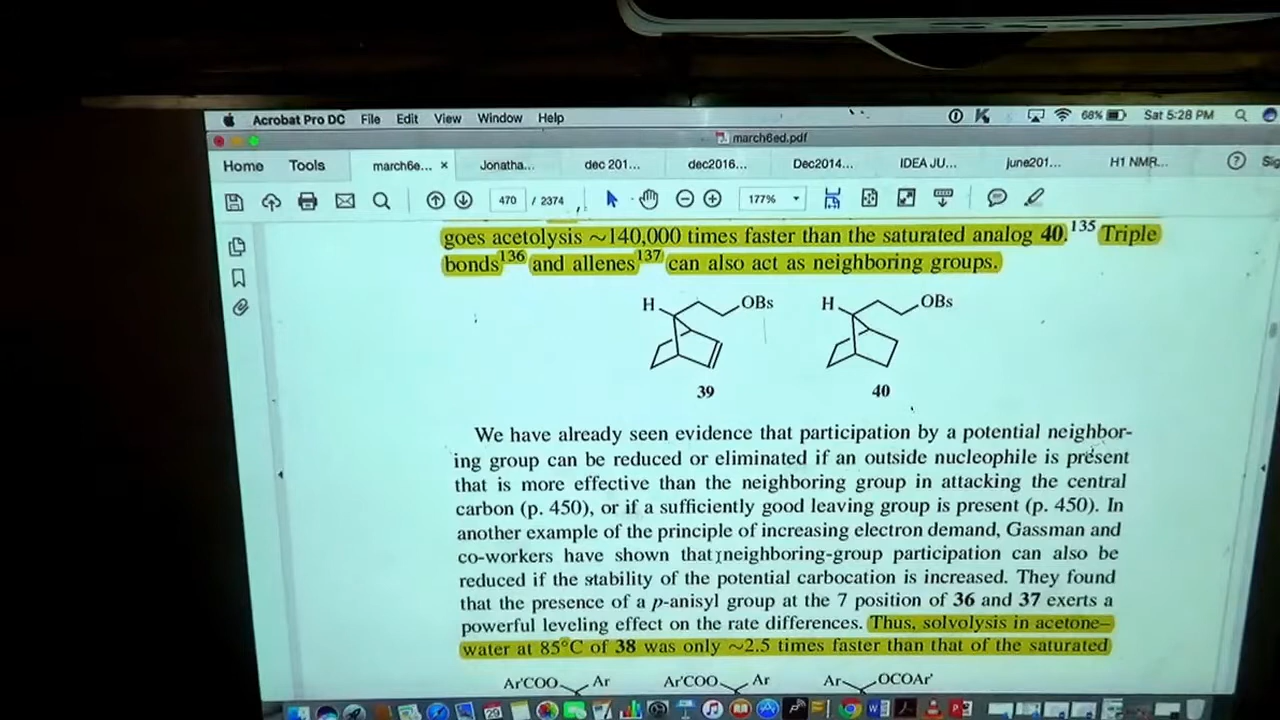 Acrobat Pro DC File Edit View Window Help 68% Sat 5:28 PM
march6ed.pdf
Home Tools march6e... × Jonatha... dec 201... dec2016... Dec2014... IDEA JU... june201... H1 NMR... ?
470 / 2374 177%
goes acetolysis ~140,000 times faster than the saturated analog 40.135 Triple
bonds136 and allenes137 can also act as neighboring groups.
H OBs H OBs
39 40
We have already seen evidence that participation by a potential neighbor-
ing group can be reduced or eliminated if an outside nucleophile is present
that is more effective than the neighboring group in attacking the central
carbon (p. 450), or if a sufficiently good leaving group is present (p. 450). In
another example of the principle of increasing electron demand, Gassman and
co-workers have shown that neighboring-group participation can also be
reduced if the stability of the potential carbocation is increased. They found
that the presence of a p-anisyl group at the 7 position of 36 and 37 exerts a
powerful leveling effect on the rate differences. Thus, solvolysis in acetone–
water at 85°C of 38 was only ~2.5 times faster than that of the saturated
Ar'COO Ar Ar'COO Ar Ar OCOAr'